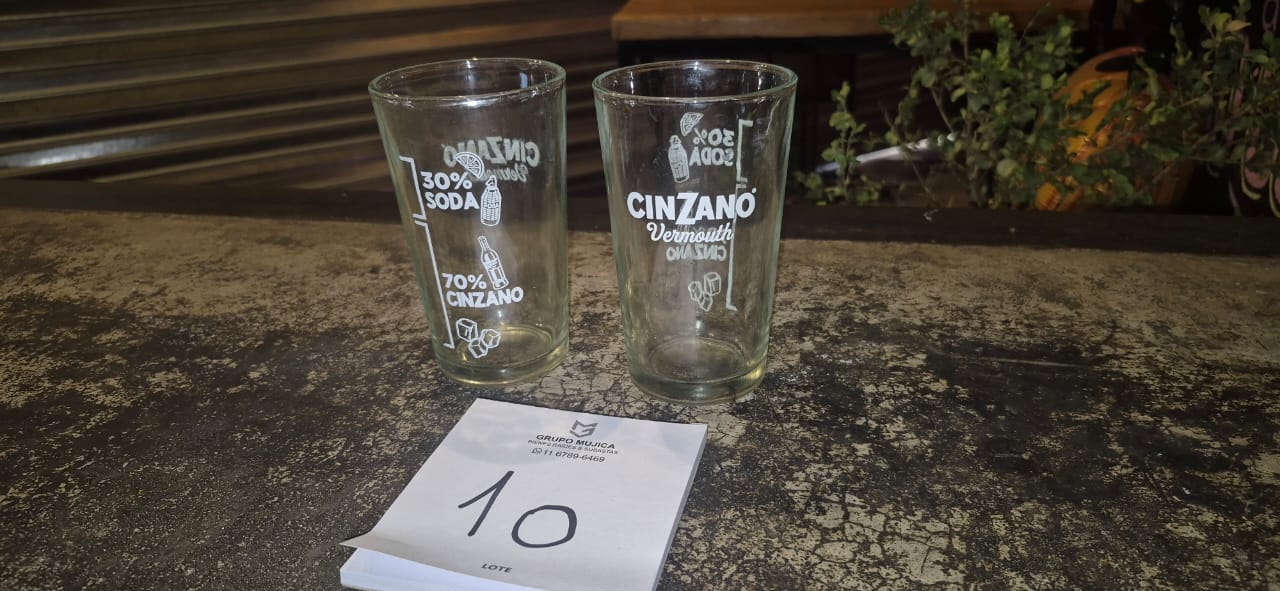 30%
SODA
70%
CINZANO
CINZANO
Vermouth
30%
SODA
CINZANO
CINZANO
Vermouth
GRUPO MUJICA
BIENES RAICES & SUBASTAS
11 6789-6469
10
LOTE